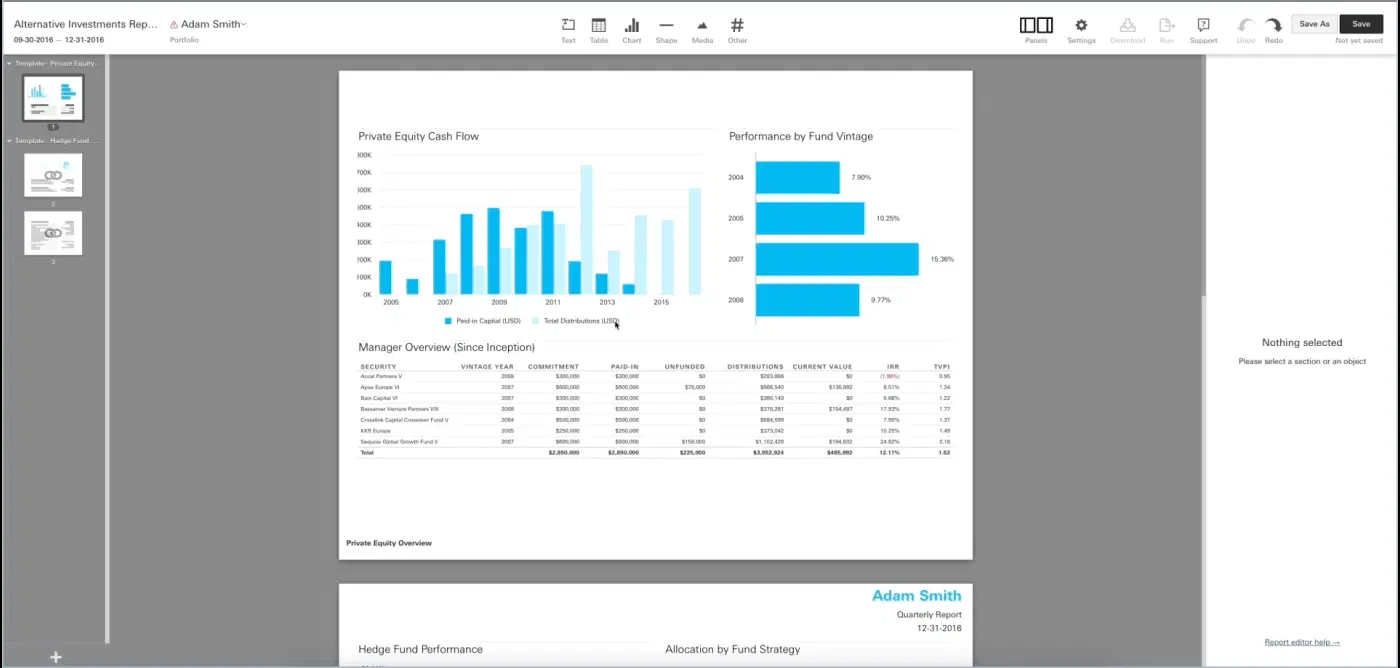 Alternative Investments Rep... Adam Smith
09-30-2016 — 12-31-2016 Portfolio
Text Table Chart Shape Media Other
Panels Settings Download Run Support Undo Redo
Save As Save
Not yet saved
Template - Private Equity...
1
Template - Hedge Fund ...
2
3
Private Equity Cash Flow
800K
700K
600K
500K
400K
300K
200K
100K
0K
2005 2007 2009 2011 2013 2015
Paid-in Capital (USD) Total Distributions (USD)
Performance by Fund Vintage
2004 7.90%
2005 10.25%
2007 15.36%
2008 9.77%
Manager Overview (Since Inception)
SECURITY VINTAGE YEAR COMMITMENT PAID-IN UNFUNDED DISTRIBUTIONS CURRENT VALUE IRR TVPI
Accel Partners V 2008 $300,000 $300,000 $0 $283,886 $0 0.95
Apax Europe VI 2007 $600,000 $600,000 $75,000 $666,540 $136,692 8.51% 1.34
Bain Capital VI 2007 $300,000 $300,000 $0 $366,149 $0 1.22
Bessemer Venture Partners VIII 2008 $300,000 $300,000 $0 $376,261 $154,497 17.93% 1.77
Crosslink Capital Crossover Fund V 2004 $500,000 $500,000 $0 $684,599 $0 7.90% 1.37
KKR Europe 2005 $250,000 $250,000 $0 $373,042 $0 10.25% 1.49
Sequoia Global Growth Fund II 2007 $600,000 $600,000 $150,000 $1,102,428 $194,802 24.82% 2.16
Total $2,850,000 $2,850,000 $225,000 $3,852,924 $485,992 12.11% 1.52
Private Equity Overview
Adam Smith
Quarterly Report
12-31-2016
Hedge Fund Performance Allocation by Fund Strategy
Nothing selected
Please select a section or an object
Report editor help →